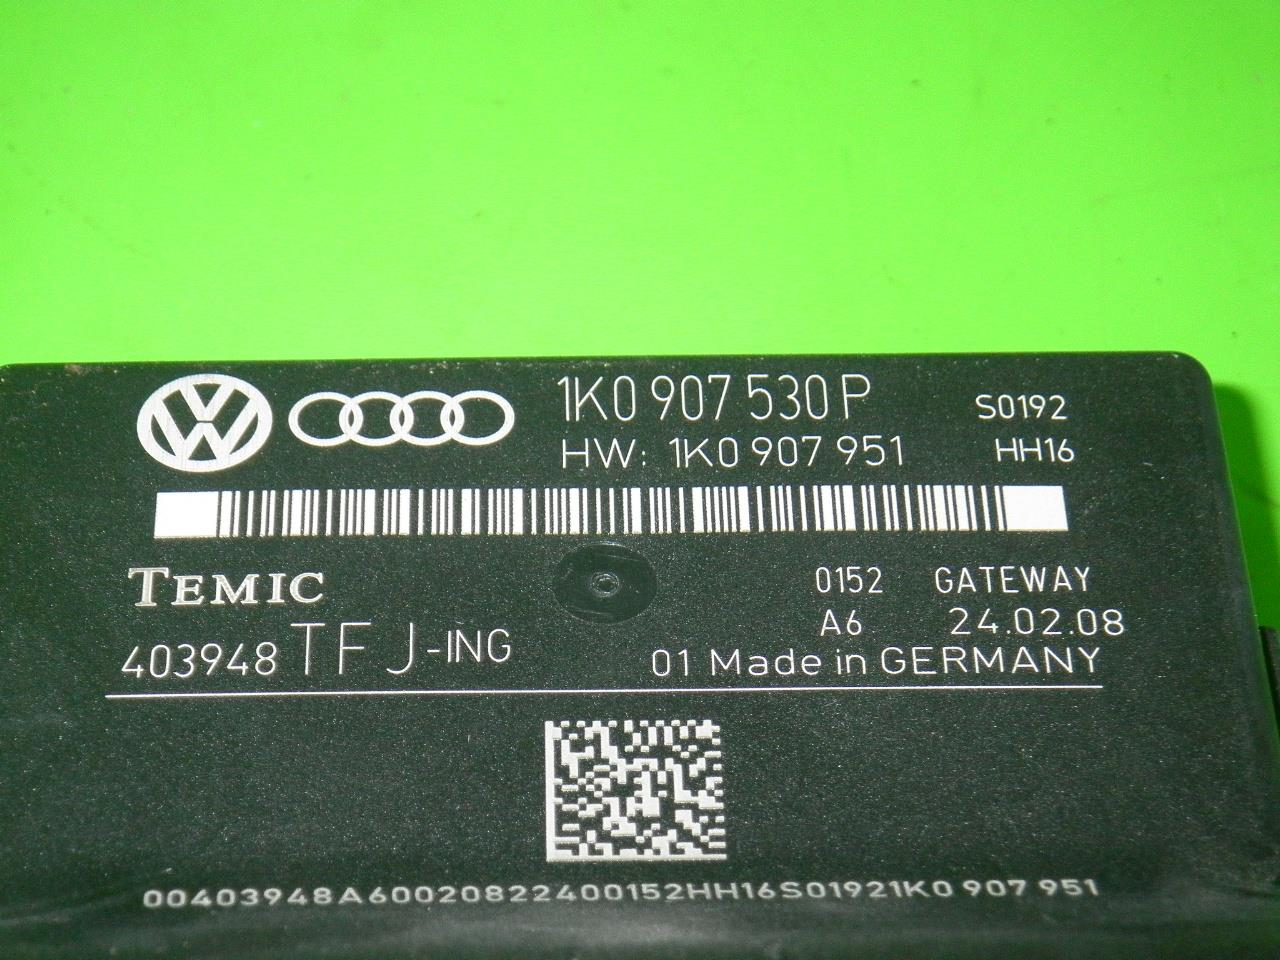 1K0 907 530 P S0192
HW: 1K0 907 951 HH16
TEMIC 0152 GATEWAY
A6 24.02.08
403948 TFJ-ING 01 Made in GERMANY
00403948A60020822400152HH16S01921K0 907 951